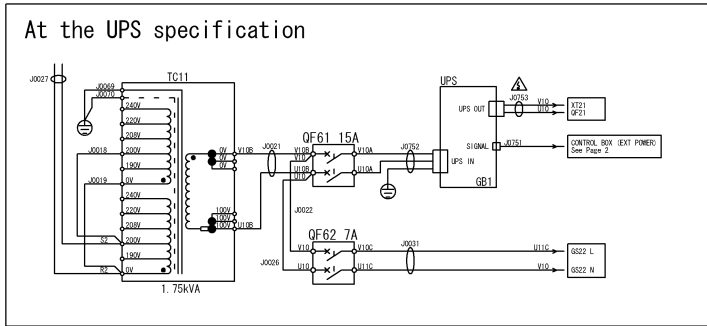 At the UPS specification
J0027
TC11
J0069
J0070
240V
220V
208V
J0018
200V
190V
J0019
0V
240V
220V
208V
S2
200V
190V
R2
0V
1.75kVA
0V
0V
0V
V10B
100V
100V
100V
U10B
J0021
QF61 15A
V10B
V10
U10B
U10
V10A
U10A
J0022
J0026
J0752
UPS
UPS OUT
UPS IN
SIGNAL
GB1
J0753
V10
U10
XT21
QF21
J0751
CONTROL BOX (EXT POWER)
See Page 2
QF62 7A
V10
U10
V10C
U11C
J0031
U11C
V10
GS22 L
GS22 N